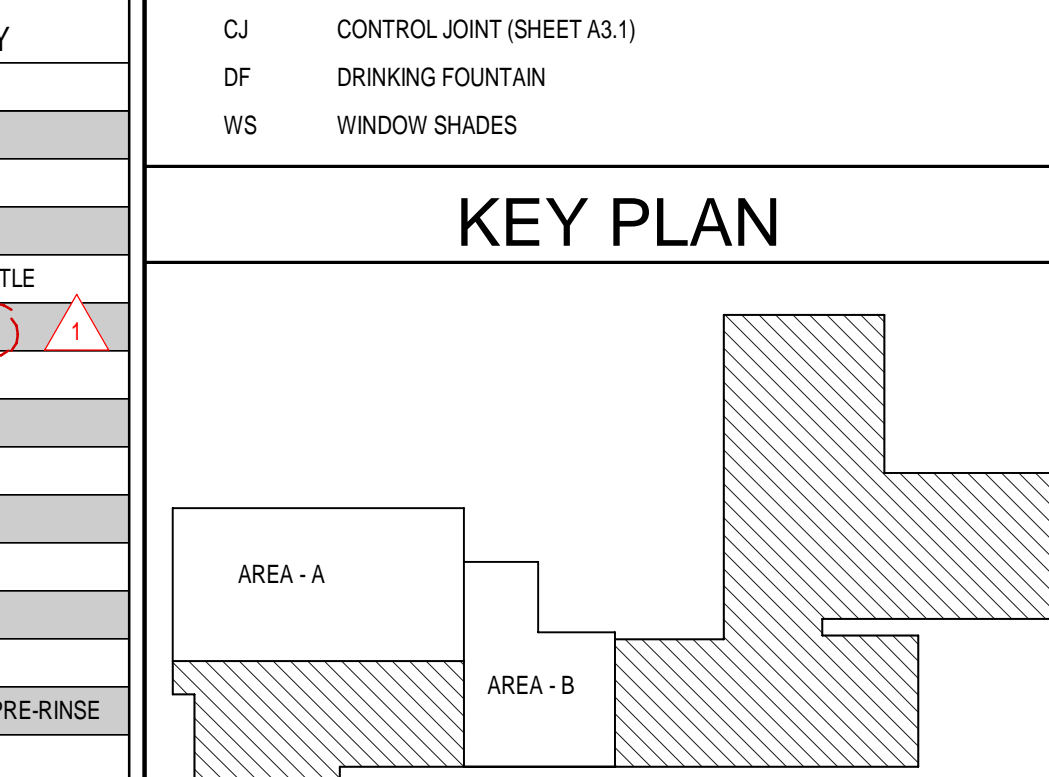 Y
TLE
1
PRE-RINSE
CJ CONTROL JOINT (SHEET A3.1)
DF DRINKING FOUNTAIN
WS WINDOW SHADES
KEY PLAN
AREA - A
AREA - B